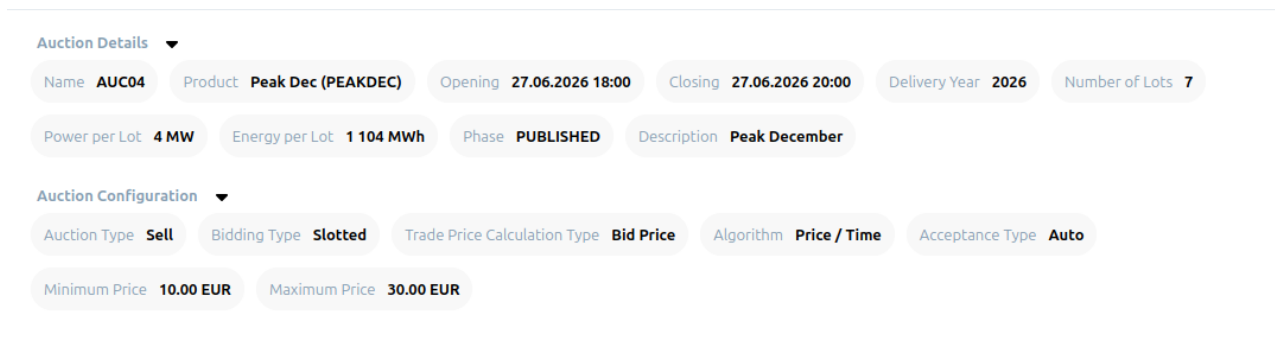 Auction Details
Name AUC04 Product Peak Dec (PEAKDEC) Opening 27.06.2026 18:00 Closing 27.06.2026 20:00 Delivery Year 2026 Number of Lots 7
Power per Lot 4 MW Energy per Lot 1 104 MWh Phase PUBLISHED Description Peak December
Auction Configuration
Auction Type Sell Bidding Type Slotted Trade Price Calculation Type Bid Price Algorithm Price / Time Acceptance Type Auto
Minimum Price 10.00 EUR Maximum Price 30.00 EUR